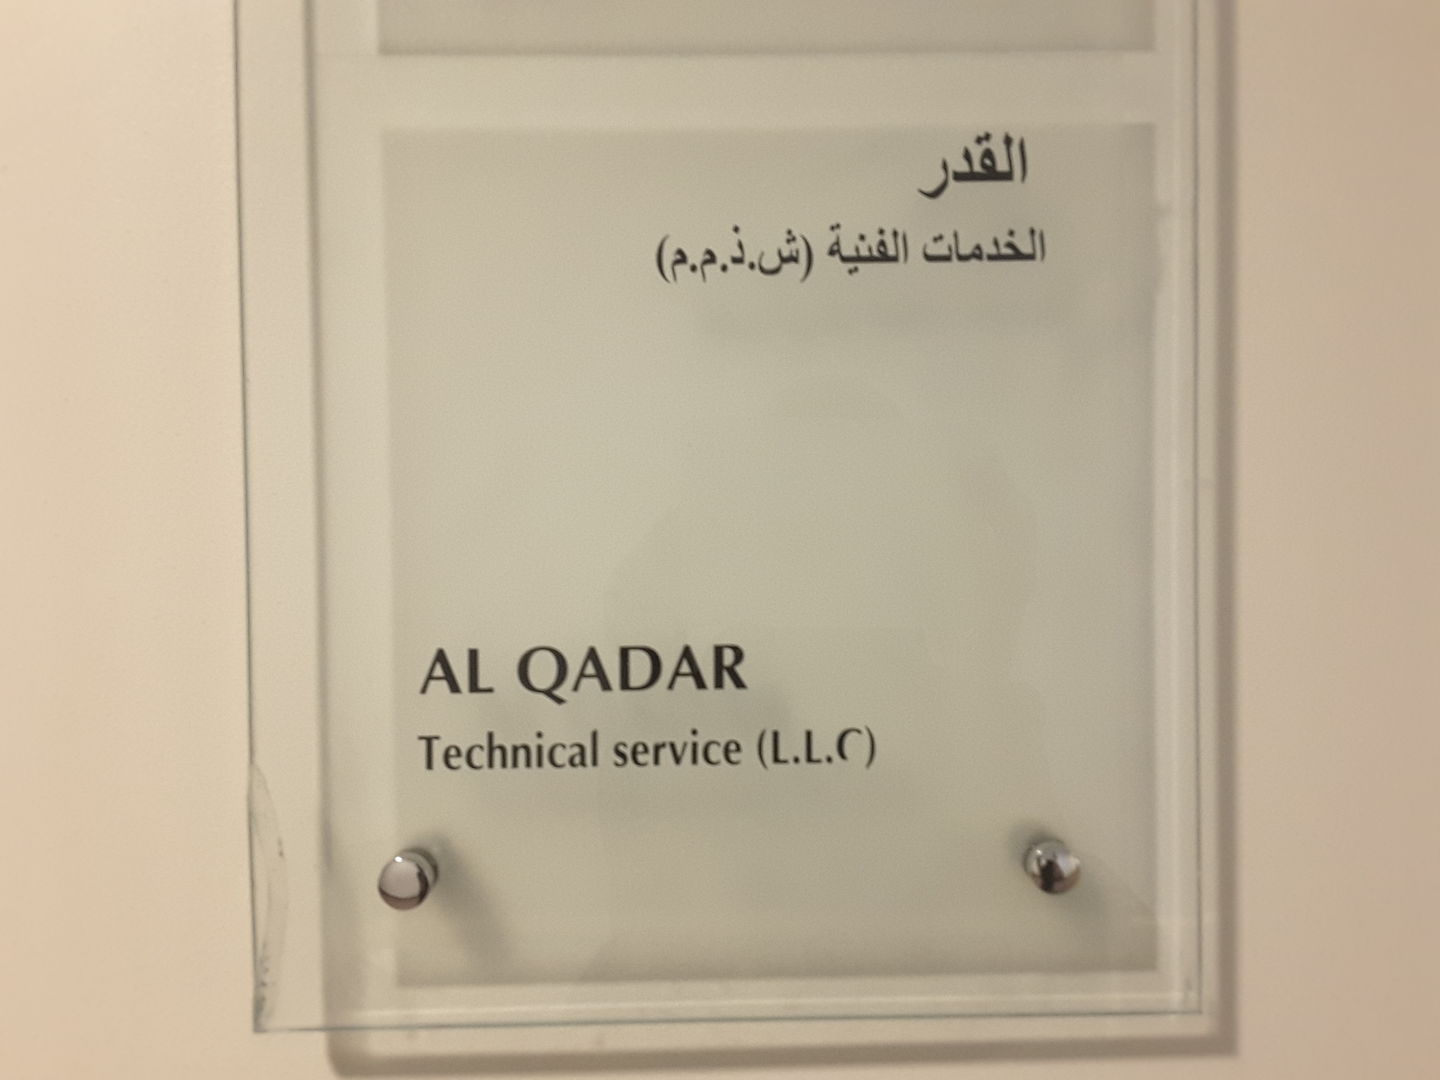 القدر
الخدمات الفنية (ش.ذ.م.م)
AL QADAR
Technical service (L.L.C)